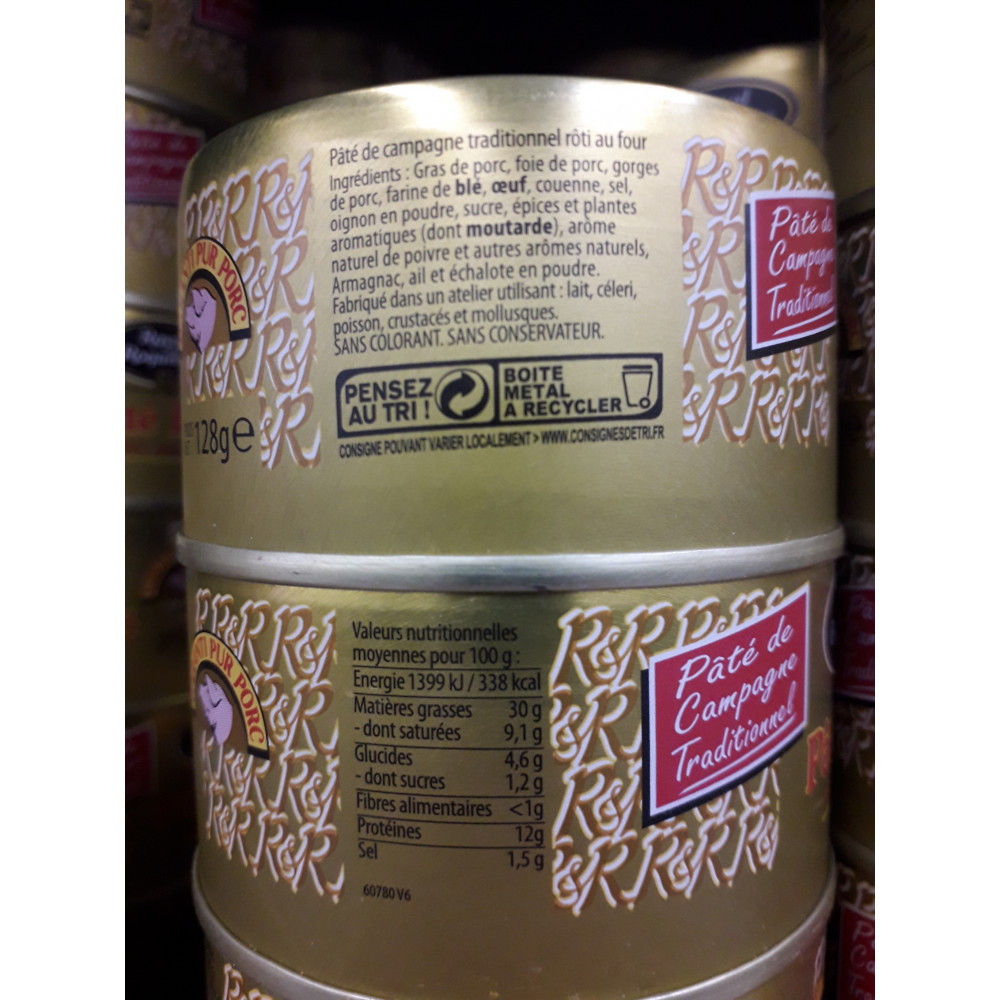 Pâté de campagne traditionnel rôti au four
Ingrédients : Gras de porc, foie de porc, gorges
de porc, farine de blé, œuf, couenne, sel,
oignon en poudre, sucre, épices et plantes
aromatiques (dont moutarde), arôme
naturel de poivre et autres arômes naturels,
Armagnac, ail et échalote en poudre.
Fabriqué dans un atelier utilisant : lait, céleri,
poisson, crustacés et mollusques.
SANS COLORANT. SANS CONSERVATEUR.
PENSEZ
AU TRI !
BOITE
METAL
A RECYCLER
CONSIGNE POUVANT VARIER LOCALEMENT > WWW.CONSIGNESDETRI.FR
PUR PORC
128g e
Pâté de
Campagne
Traditionnel
PUR PORC
Valeurs nutritionnelles
moyennes pour 100 g :
Energie 1399 kJ / 338 kcal
Matières grasses 30 g
- dont saturées 9,1 g
Glucides 4,6 g
- dont sucres 1,2 g
Fibres alimentaires <1g
Protéines 12g
Sel 1,5 g
60780 V6
Pâté de
Campagne
Traditionnel
R&R